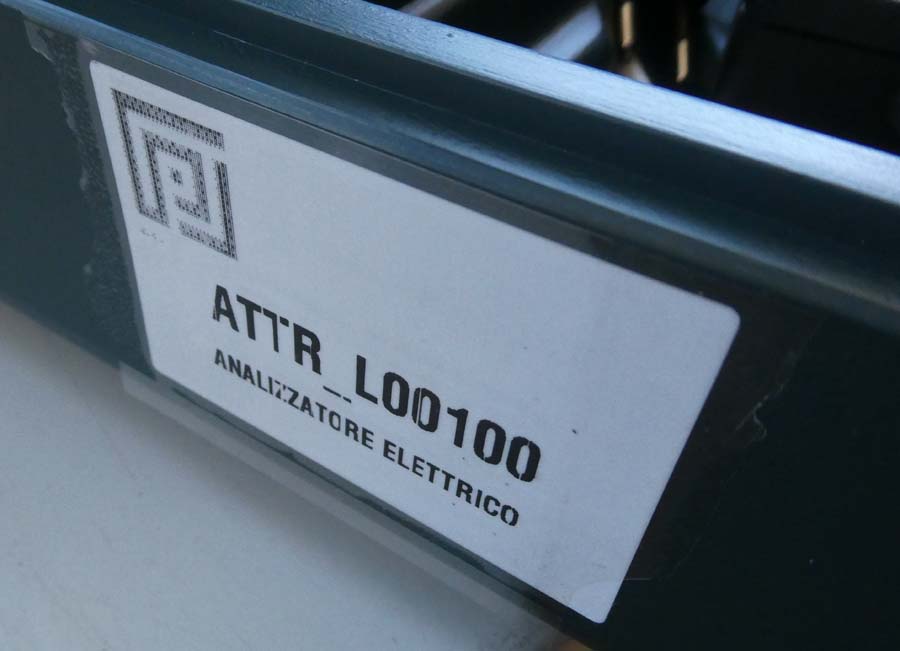 ATTR_L00100
ANALIZZATORE ELETTRICO